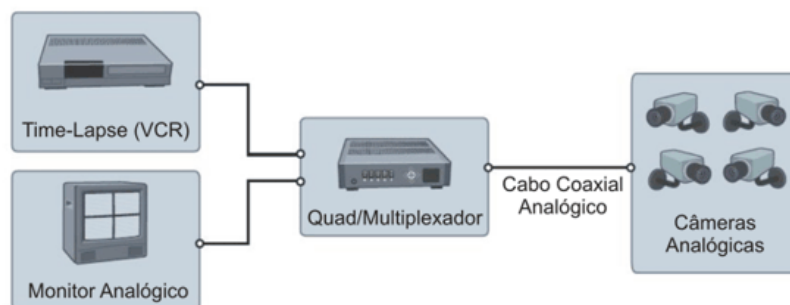 Time-Lapse (VCR)
Monitor Analógico
Quad/Multiplexador
Cabo Coaxial
Analógico
Câmeras
Analógicas